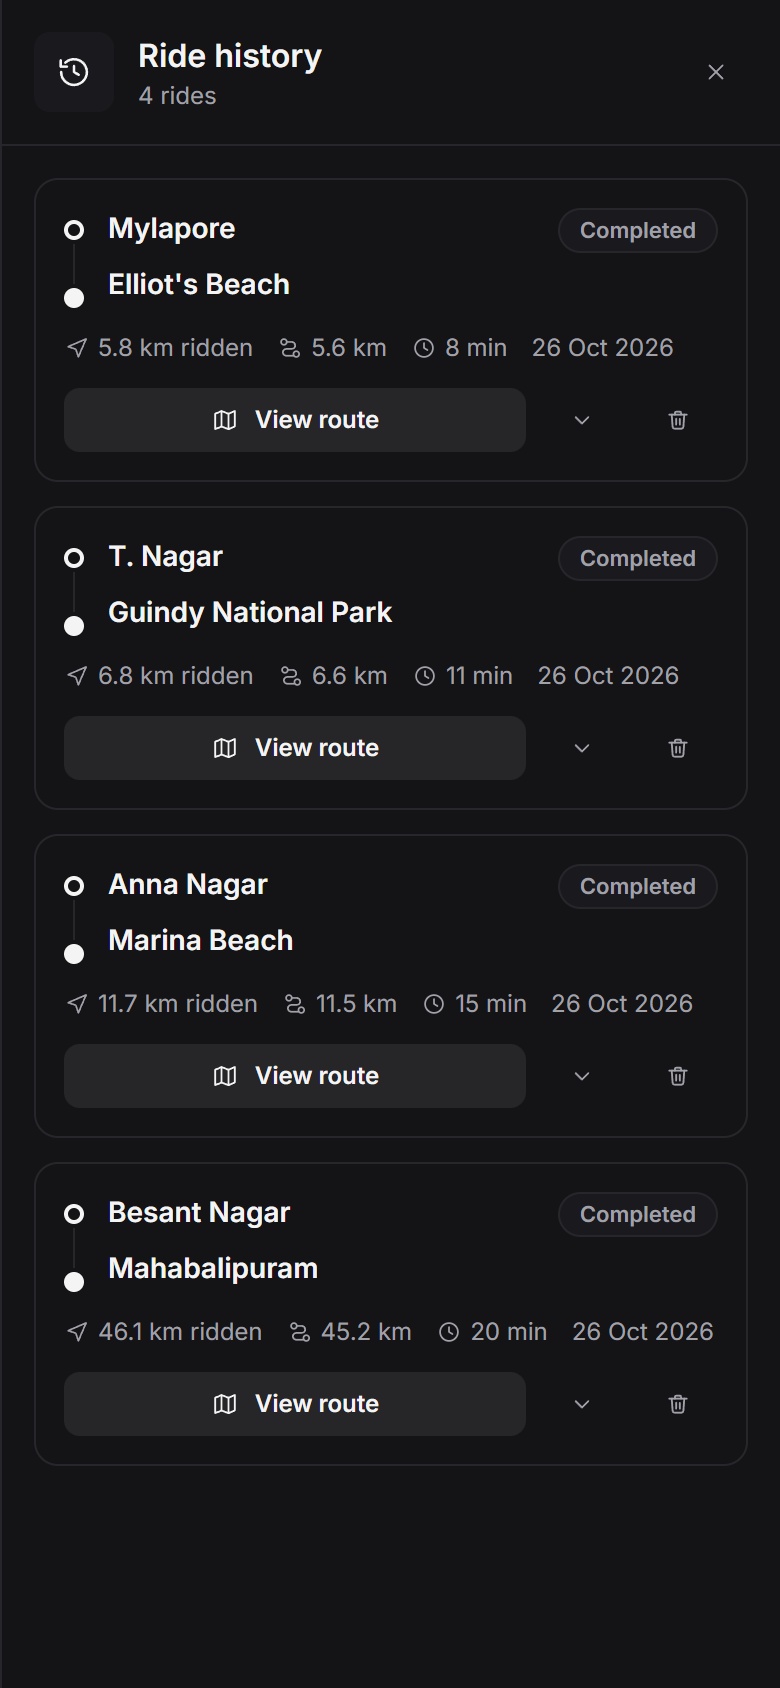 Ride history
4 rides
Mylapore
Completed
Elliot's Beach
5.8 km ridden 5.6 km 8 min 26 Oct 2026
View route
T. Nagar
Completed
Guindy National Park
6.8 km ridden 6.6 km 11 min 26 Oct 2026
View route
Anna Nagar
Completed
Marina Beach
11.7 km ridden 11.5 km 15 min 26 Oct 2026
View route
Besant Nagar
Completed
Mahabalipuram
46.1 km ridden 45.2 km 20 min 26 Oct 2026
View route